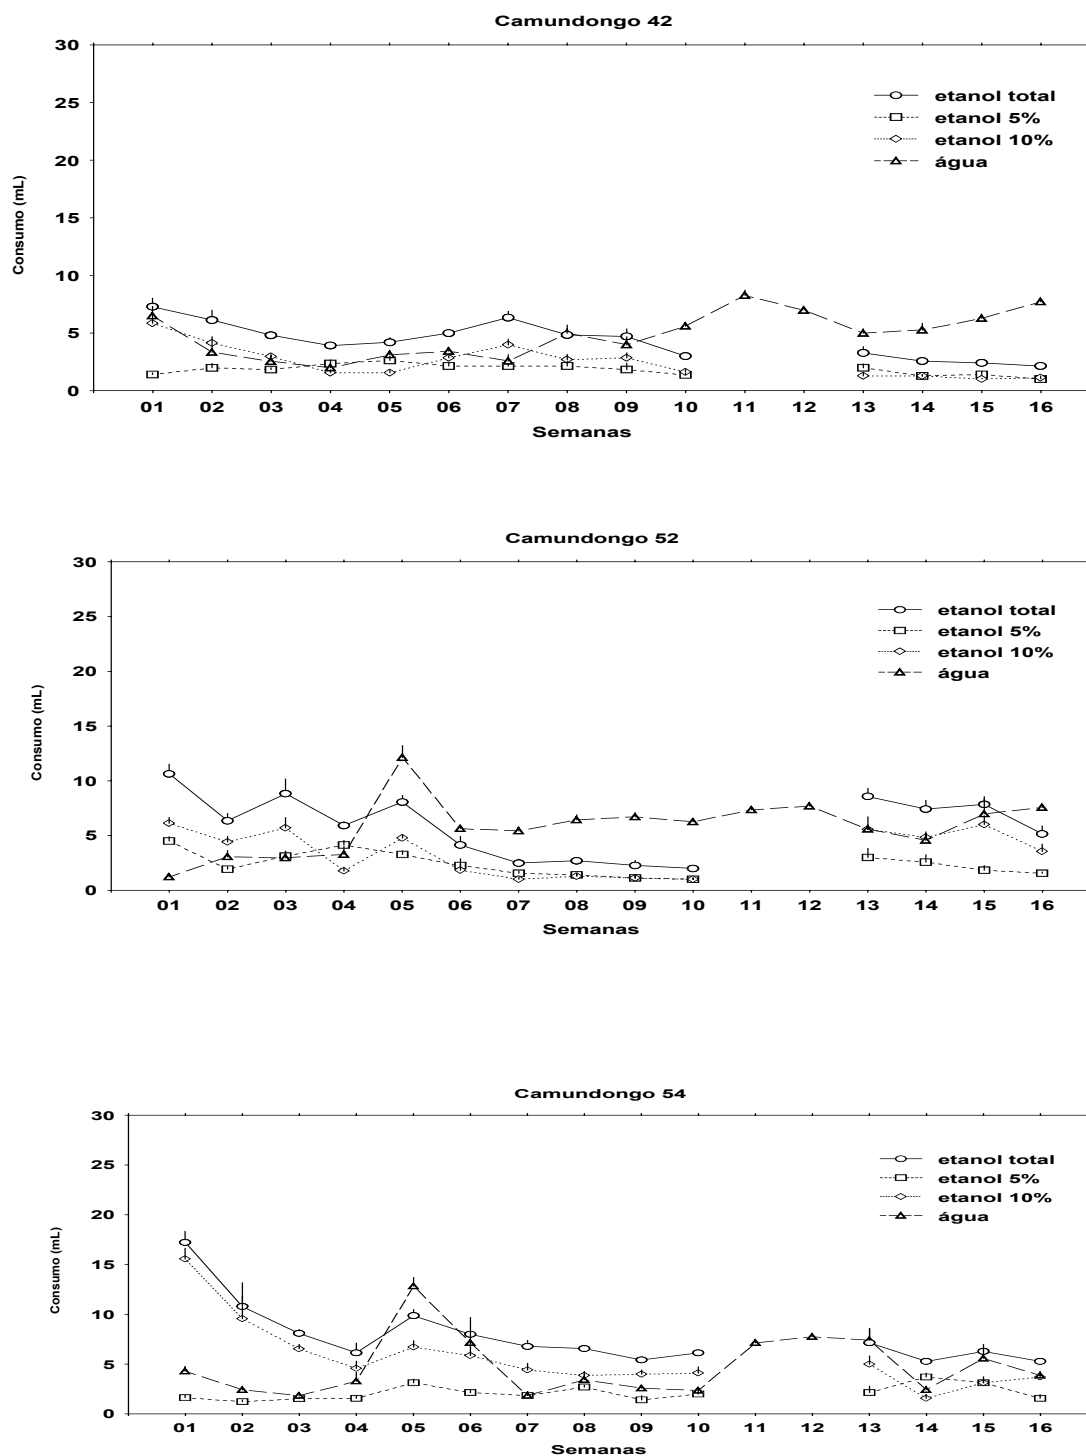 Camundongo 42
30
25
20
15
10
5
0
Consumo (mL)
etanol total
etanol 5%
etanol 10%
água
01 02 03 04 05 06 07 08 09 10 11 12 13 14 15 16
Semanas
Camundongo 52
30
25
20
15
10
5
0
Consumo (mL)
etanol total
etanol 5%
etanol 10%
água
01 02 03 04 05 06 07 08 09 10 11 12 13 14 15 16
Semanas
Camundongo 54
30
25
20
15
10
5
0
Consumo (mL)
etanol total
etanol 5%
etanol 10%
água
01 02 03 04 05 06 07 08 09 10 11 12 13 14 15 16
Semanas